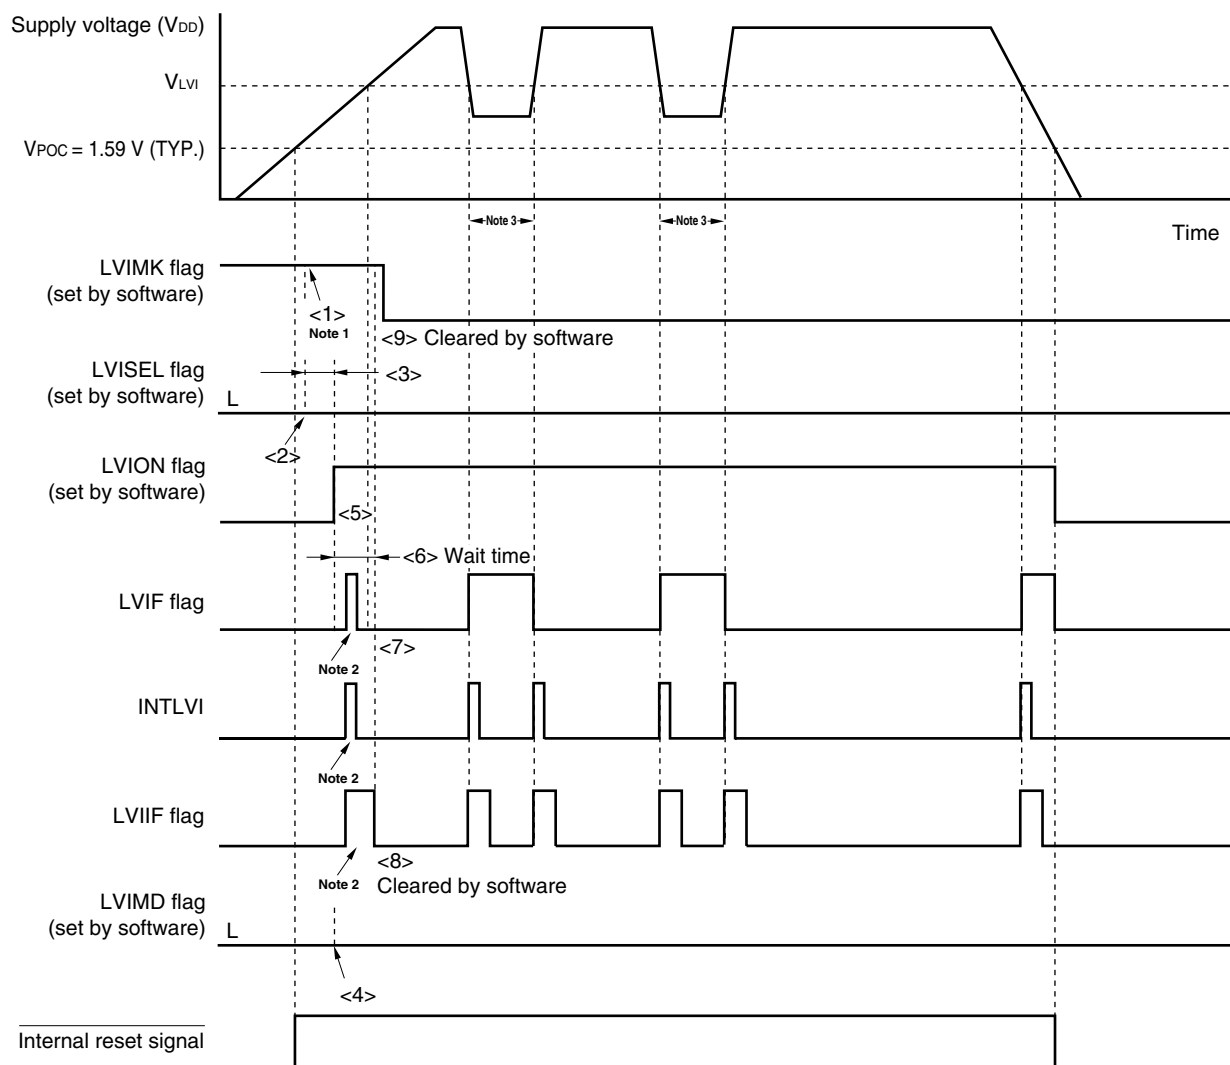 Supply voltage (VDD)
VLVI
VPOC = 1.59 V (TYP.)
Note 3
Note 3
Time
LVIMK flag
(set by software)
<1>
Note 1
<9> Cleared by software
LVISEL flag
(set by software)
L
<3>
<2>
LVION flag
(set by software)
<5>
<6> Wait time
LVIF flag
Note 2
<7>
INTLVI
Note 2
LVIIF flag
Note 2
<8>
Cleared by software
LVIMD flag
(set by software)
L
<4>
Internal reset signal